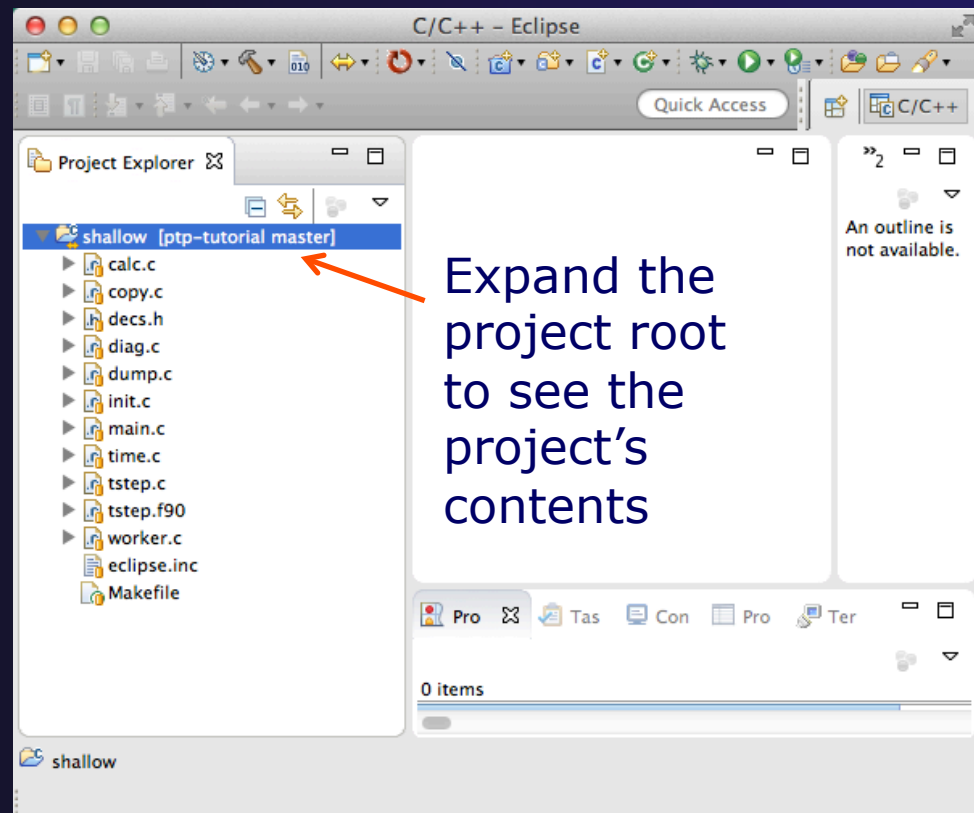 C/C++ – Eclipse
010
Quick Access
C/C++
Project Explorer
»2
An outline is
not available.
shallow [ptp-tutorial master]
calc.c
copy.c
decs.h
diag.c
dump.c
init.c
main.c
time.c
tstep.c
tstep.f90
worker.c
eclipse.inc
Makefile
Expand the
project root
to see the
project’s
contents
Pro Tas Con Pro Ter
0 items
shallow